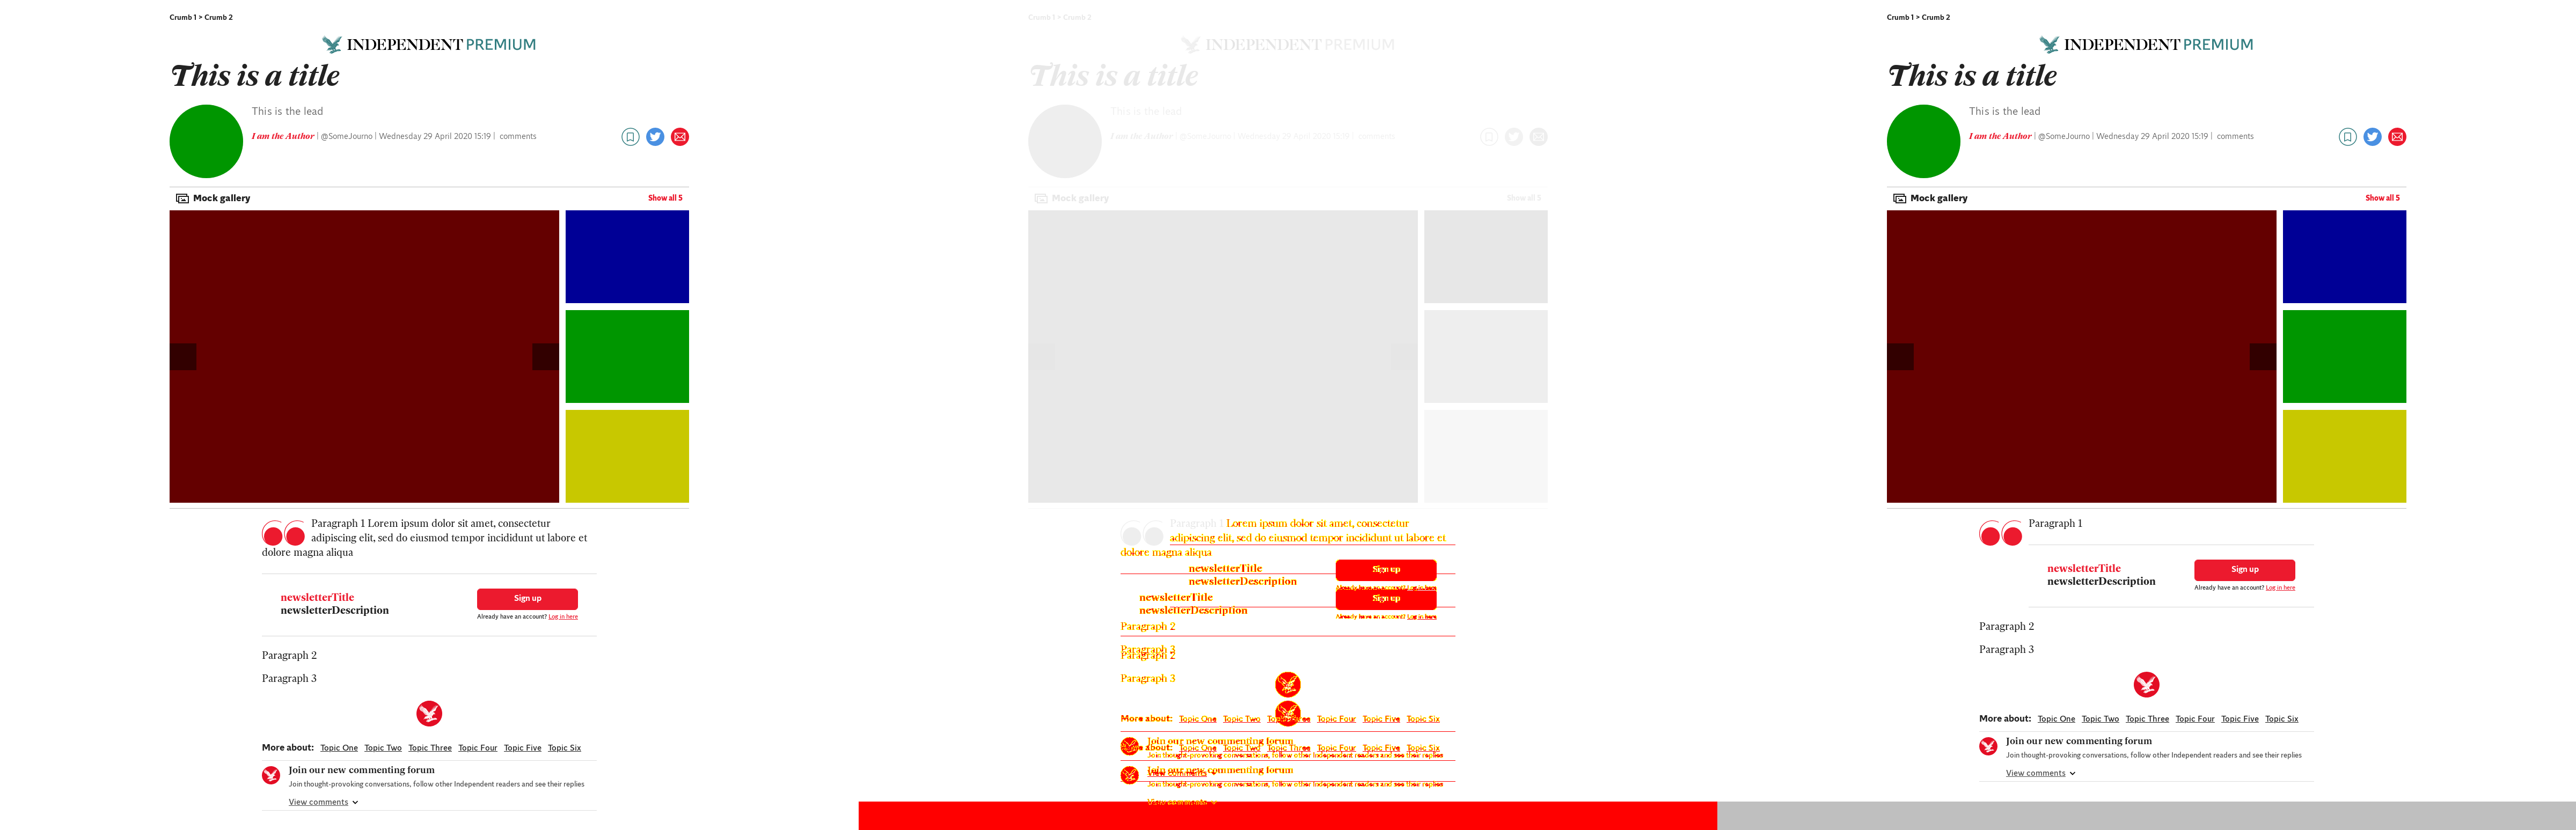 Crumb 1 > Crumb 2
INDEPENDENT PREMIUM
This is a title
This is the lead
I am the Author | @SomeJourno | Wednesday 29 April 2020 15:19 | comments
Mock gallery
Show all 5
Paragraph 1 Lorem ipsum dolor sit amet, consectetur
adipiscing elit, sed do eiusmod tempor incididunt ut labore et
dolore magna aliqua
newsletterTitle
newsletterDescription
Sign up
Already have an account? Log in here
Paragraph 2
Paragraph 3
More about: Topic One Topic Two Topic Three Topic Four Topic Five Topic Six
Join our new commenting forum
Join thought-provoking conversations, follow other Independent readers and see their replies
View comments
Crumb 1 > Crumb 2
INDEPENDENT PREMIUM
This is a title
This is the lead
I am the Author | @SomeJourno | Wednesday 29 April 2020 15:19 | comments
Mock gallery
Show all 5
Paragraph 1 Lorem ipsum dolor sit amet, consectetur
adipiscing elit, sed do eiusmod tempor incididunt ut labore et
dolore magna aliqua
newsletterTitle
newsletterDescription
Sign up
Already have an account? Log in here
newsletterTitle
newsletterDescription
Sign up
Already have an account? Log in here
Paragraph 2
Paragraph 3
Paragraph 2
Paragraph 3
More about: Topic One Topic Two Topic Three Topic Four Topic Five Topic Six
Join our new commenting forum
More about: Topic One Topic Two Topic Three Topic Four Topic Five Topic Six
Join thought-provoking conversations, follow other Independent readers and see their replies
Join our new commenting forum
View comments
Join thought-provoking conversations, follow other Independent readers and see their replies
View comments
Crumb 1 > Crumb 2
INDEPENDENT PREMIUM
This is a title
This is the lead
I am the Author | @SomeJourno | Wednesday 29 April 2020 15:19 | comments
Mock gallery
Show all 5
Paragraph 1
newsletterTitle
newsletterDescription
Sign up
Already have an account? Log in here
Paragraph 2
Paragraph 3
More about: Topic One Topic Two Topic Three Topic Four Topic Five Topic Six
Join our new commenting forum
Join thought-provoking conversations, follow other Independent readers and see their replies
View comments